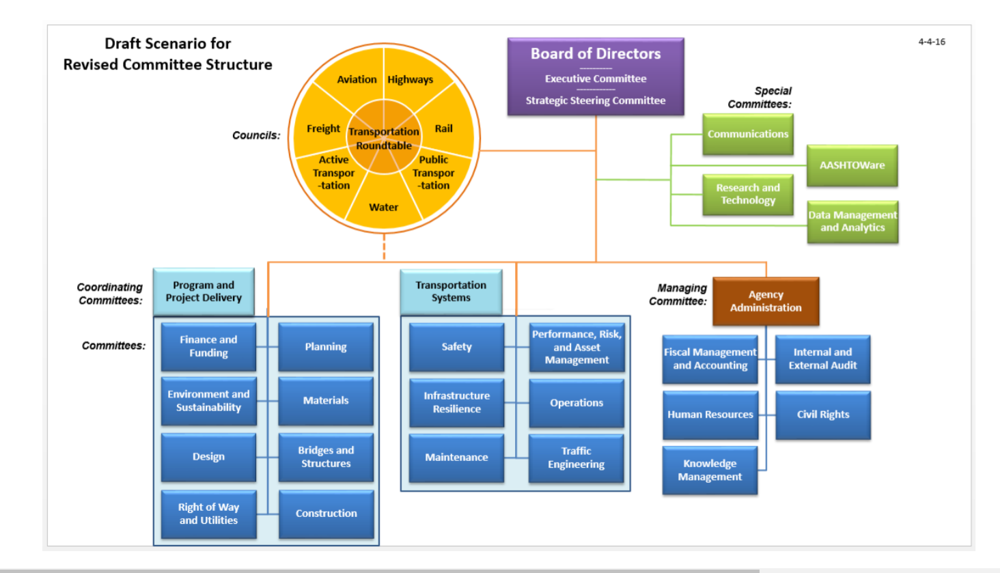 Draft Scenario for
Revised Committee Structure
4-4-16
Board of Directors
----------
Executive Committee
------------
Strategic Steering Committee
Councils:
Aviation
Highways
Freight
Transportation
Roundtable
Rail
Active
Transpor
-tation
Public
Transpor
-tation
Water
Special
Committees:
Communications
AASHTOWare
Research and
Technology
Data Management
and Analytics
Coordinating
Committees:
Program and
Project Delivery
Transportation
Systems
Managing
Committee:
Agency
Administration
Committees:
Finance and
Funding
Planning
Environment and
Sustainability
Materials
Design
Bridges and
Structures
Right of Way
and Utilities
Construction
Safety
Performance, Risk,
and Asset
Management
Infrastructure
Resilience
Operations
Maintenance
Traffic
Engineering
Fiscal Management
and Accounting
Internal and
External Audit
Human Resources
Civil Rights
Knowledge
Management